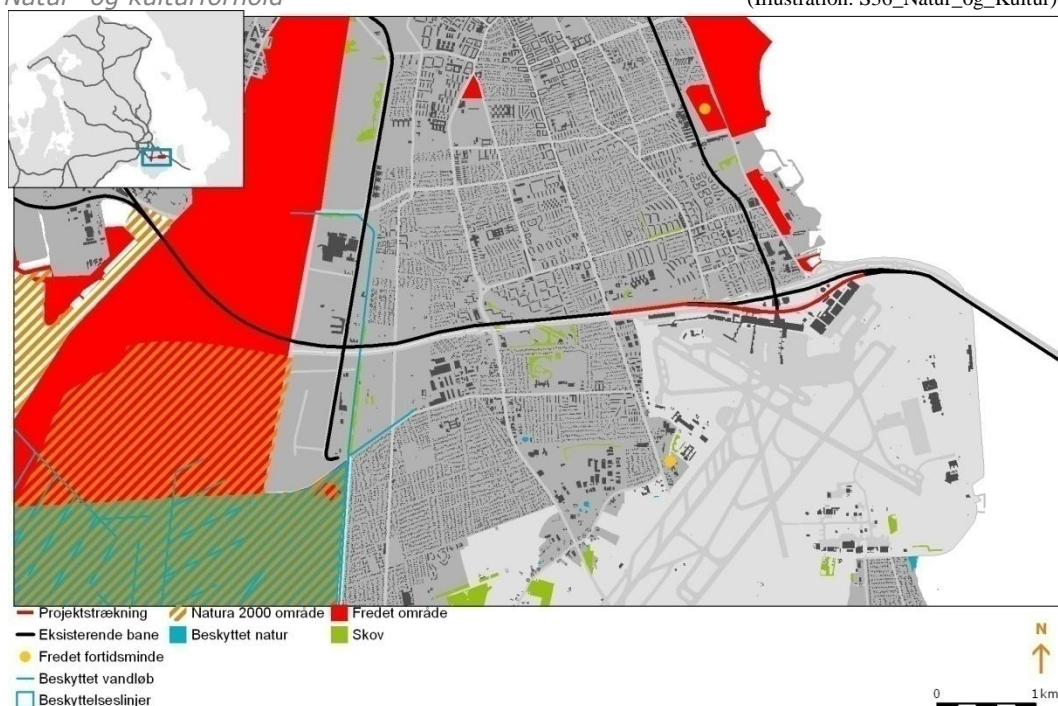 Natur- og kulturforhold
(Illustration: S36_Natur_og_Kultur)
Projektstrækning
Natura 2000 område
Fredet område
Eksisterende bane
Beskyttet natur
Skov
Fredet fortidsminde
Beskyttet vandløb
Beskyttelseslinjer
N
0 1km